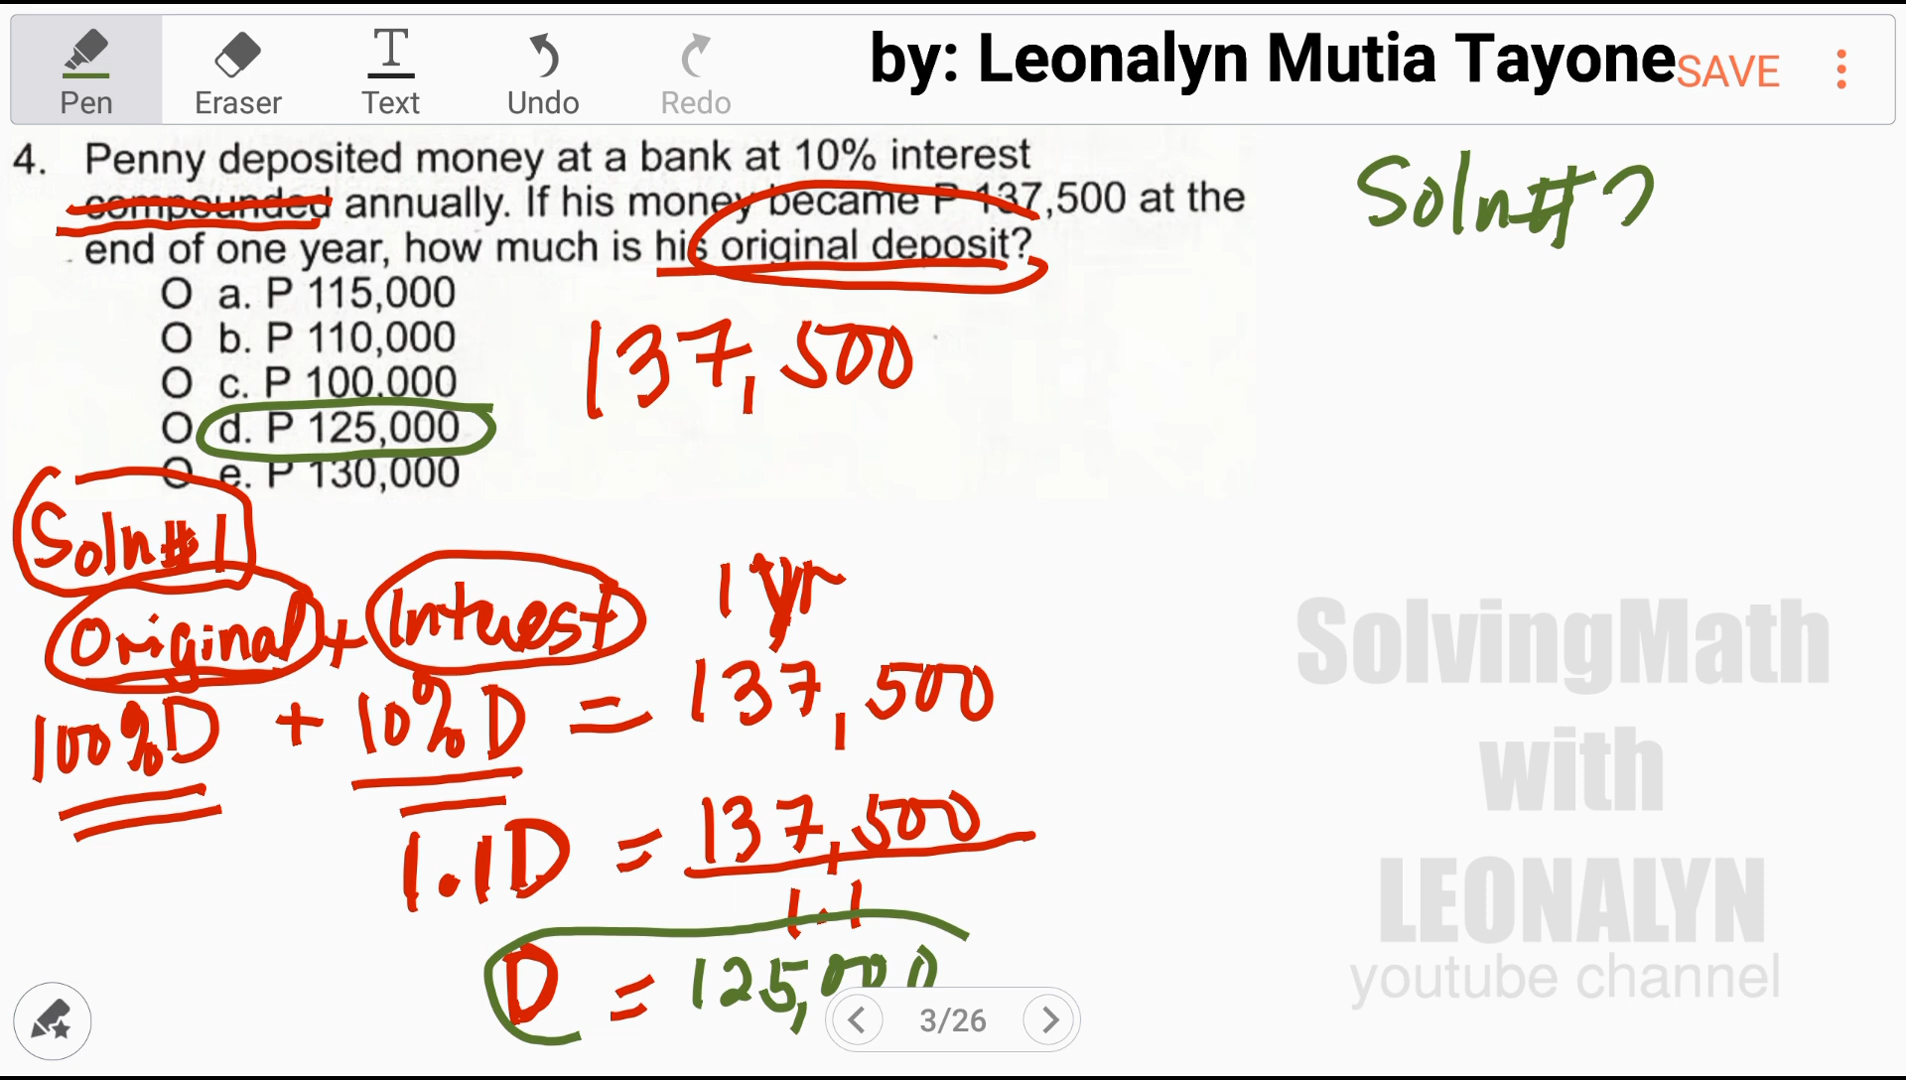 Pen
Eraser
Text
Undo
Redo
by: Leonalyn Mutia Tayone
SAVE
4. Penny deposited money at a bank at 10% interest
compounded annually. If his money became P 137,500 at the
end of one year, how much is his original deposit?
O a. P 115,000
O b. P 110,000
O c. P 100,000
O d. P 125,000
O e. P 130,000
137,500
Soln#2
Soln#1
Original + Interest 1 yr
100%D + 10%D = 137,500
1.1D = 137,500
1.1
D = 125,000
3/26
SolvingMath
with
LEONALYN
youtube channel